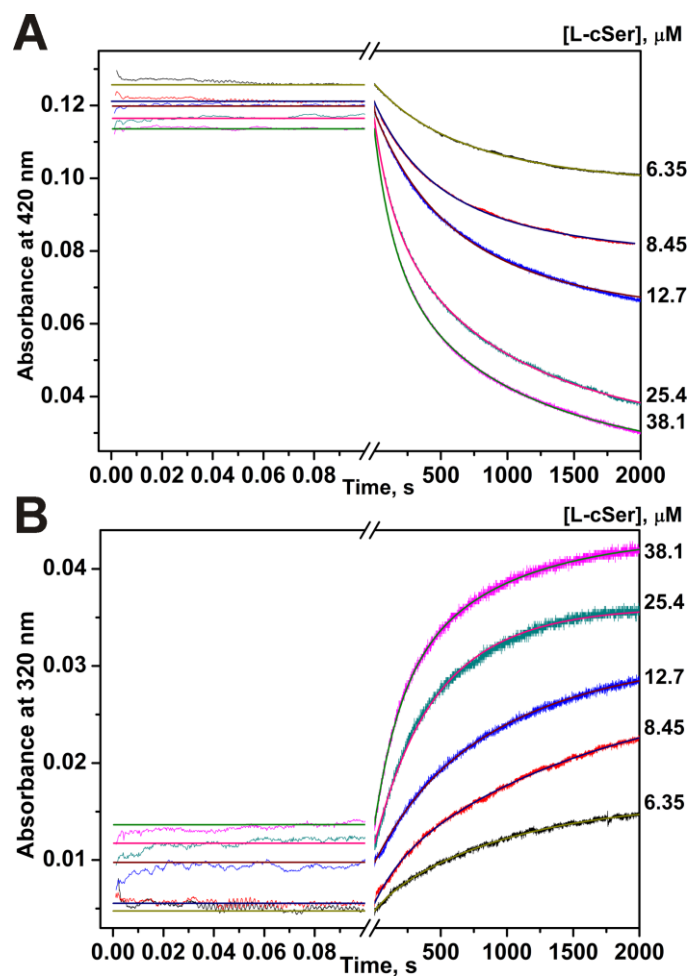 A
[L-cSer], μM
Absorbance at 420 nm
0.12
0.10
0.08
0.06
0.04
6.35
8.45
12.7
25.4
38.1
0.00 0.02 0.04 0.06 0.08 500 1000 1500 2000
Time, s
B
[L-cSer], μM
Absorbance at 320 nm
0.04
0.03
0.02
0.01
38.1
25.4
12.7
8.45
6.35
0.00 0.02 0.04 0.06 0.08 500 1000 1500 2000
Time, s